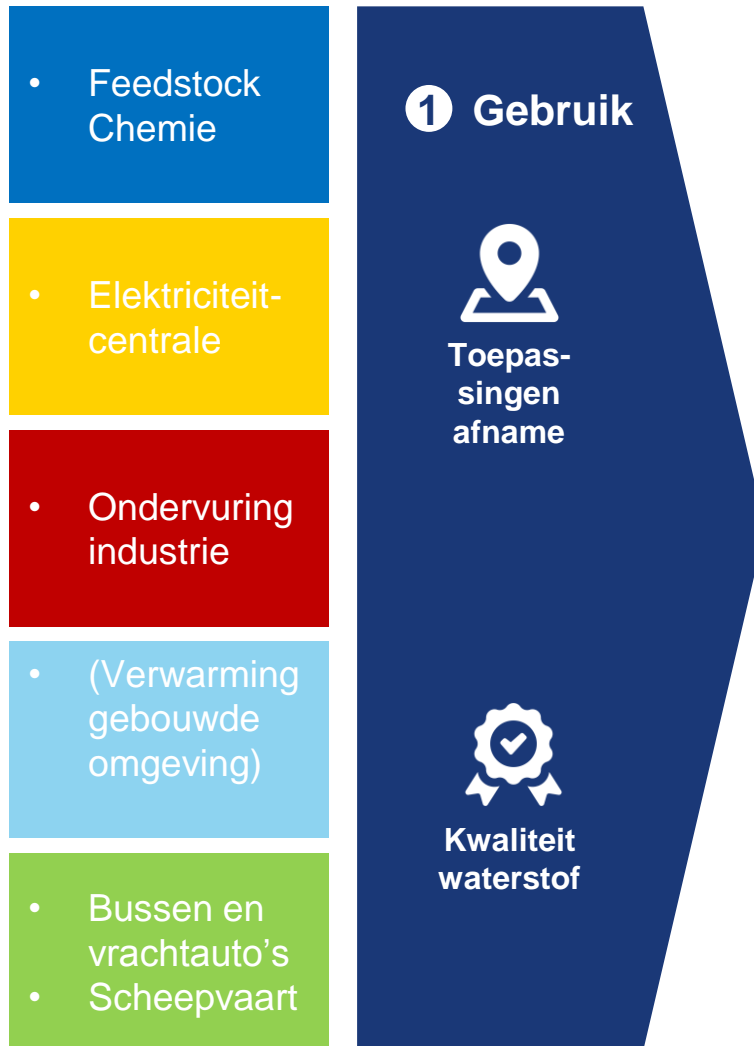 • Feedstock
Chemie
• Elektriciteit-
centrale
• Ondervuring
industrie
• (Verwarming
gebouwde
omgeving)
• Bussen en
vrachtauto’s
• Scheepvaart
1 Gebruik
Toepas-
singen
afname
Kwaliteit
waterstof